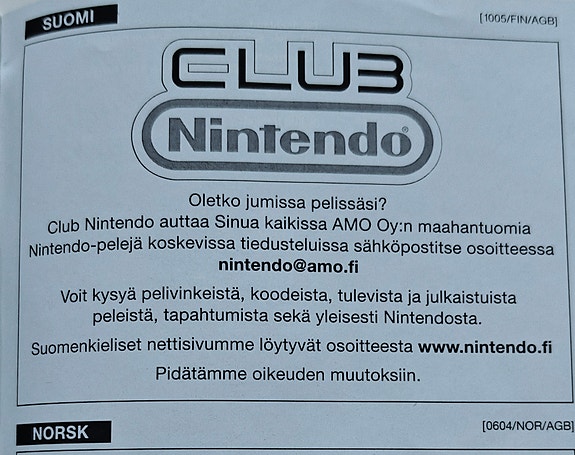 SUOMI
[1005/FIN/AGB]
CLUB
Nintendo®
Oletko jumissa pelissäsi?
Club Nintendo auttaa Sinua kaikissa AMO Oy:n maahantuomia
Nintendo-pelejä koskevissa tiedusteluissa sähköpostitse osoitteessa
nintendo@amo.fi
Voit kysyä pelivinkeistä, koodeista, tulevista ja julkaistuista
peleistä, tapahtumista sekä yleisesti Nintendosta.
Suomenkieliset nettisivumme löytyvät osoitteesta www.nintendo.fi
Pidätämme oikeuden muutoksiin.
NORSK
[0604/NOR/AGB]